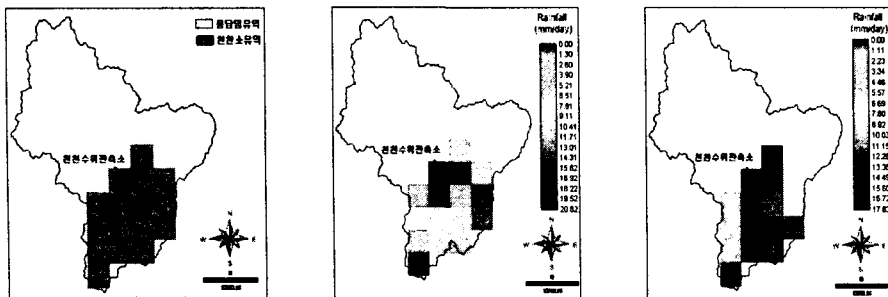 용담댐유역
천천소유역
천천수위관측소
N
W
E
S
Rainfall
(mm/day)
0.00
1.30
2.60
3.90
5.21
6.51
7.81
9.11
10.41
11.71
13.01
14.31
15.62
16.92
18.22
19.52
20.82
천천수위관측소
N
W
E
S
Rainfall
(mm/day)
0.00
1.11
2.23
3.34
4.46
5.57
6.69
7.80
8.92
10.03
11.15
12.26
13.38
14.49
15.60
16.72
17.83
천천수위관측소
N
W
E
S